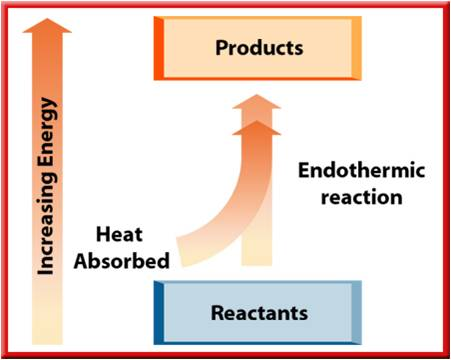 Products
Increasing Energy
Endothermic
reaction
Heat
Absorbed
Reactants